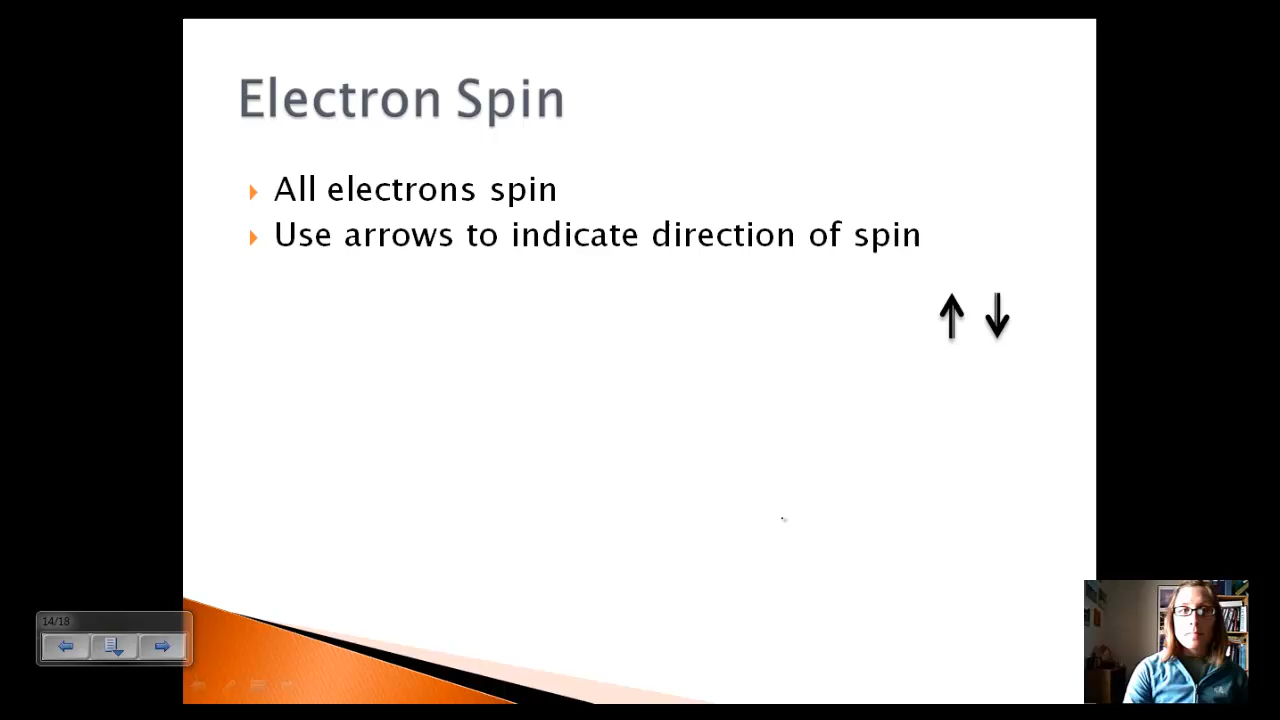 Electron Spin
All electrons spin
Use arrows to indicate direction of spin
14/18